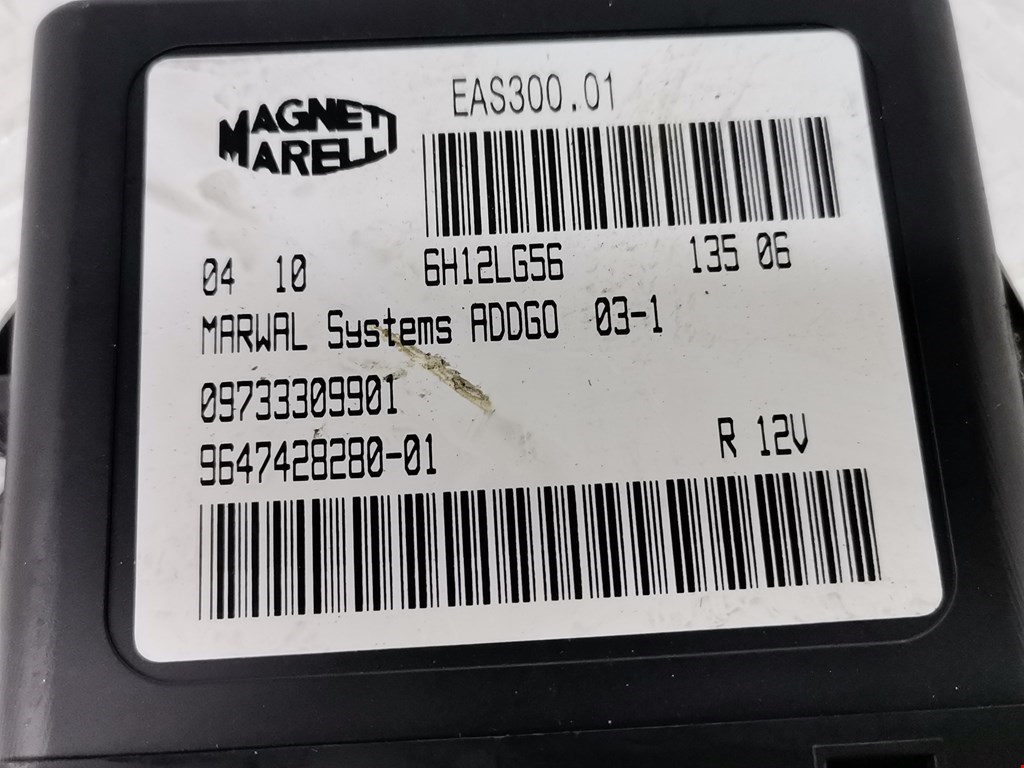 MAGNETI
MARELLI
EAS300.01
04 10 6H12LG56 135 06
MARWAL Systems ADDGO 03-1
09733309901
9647428280-01 R 12V